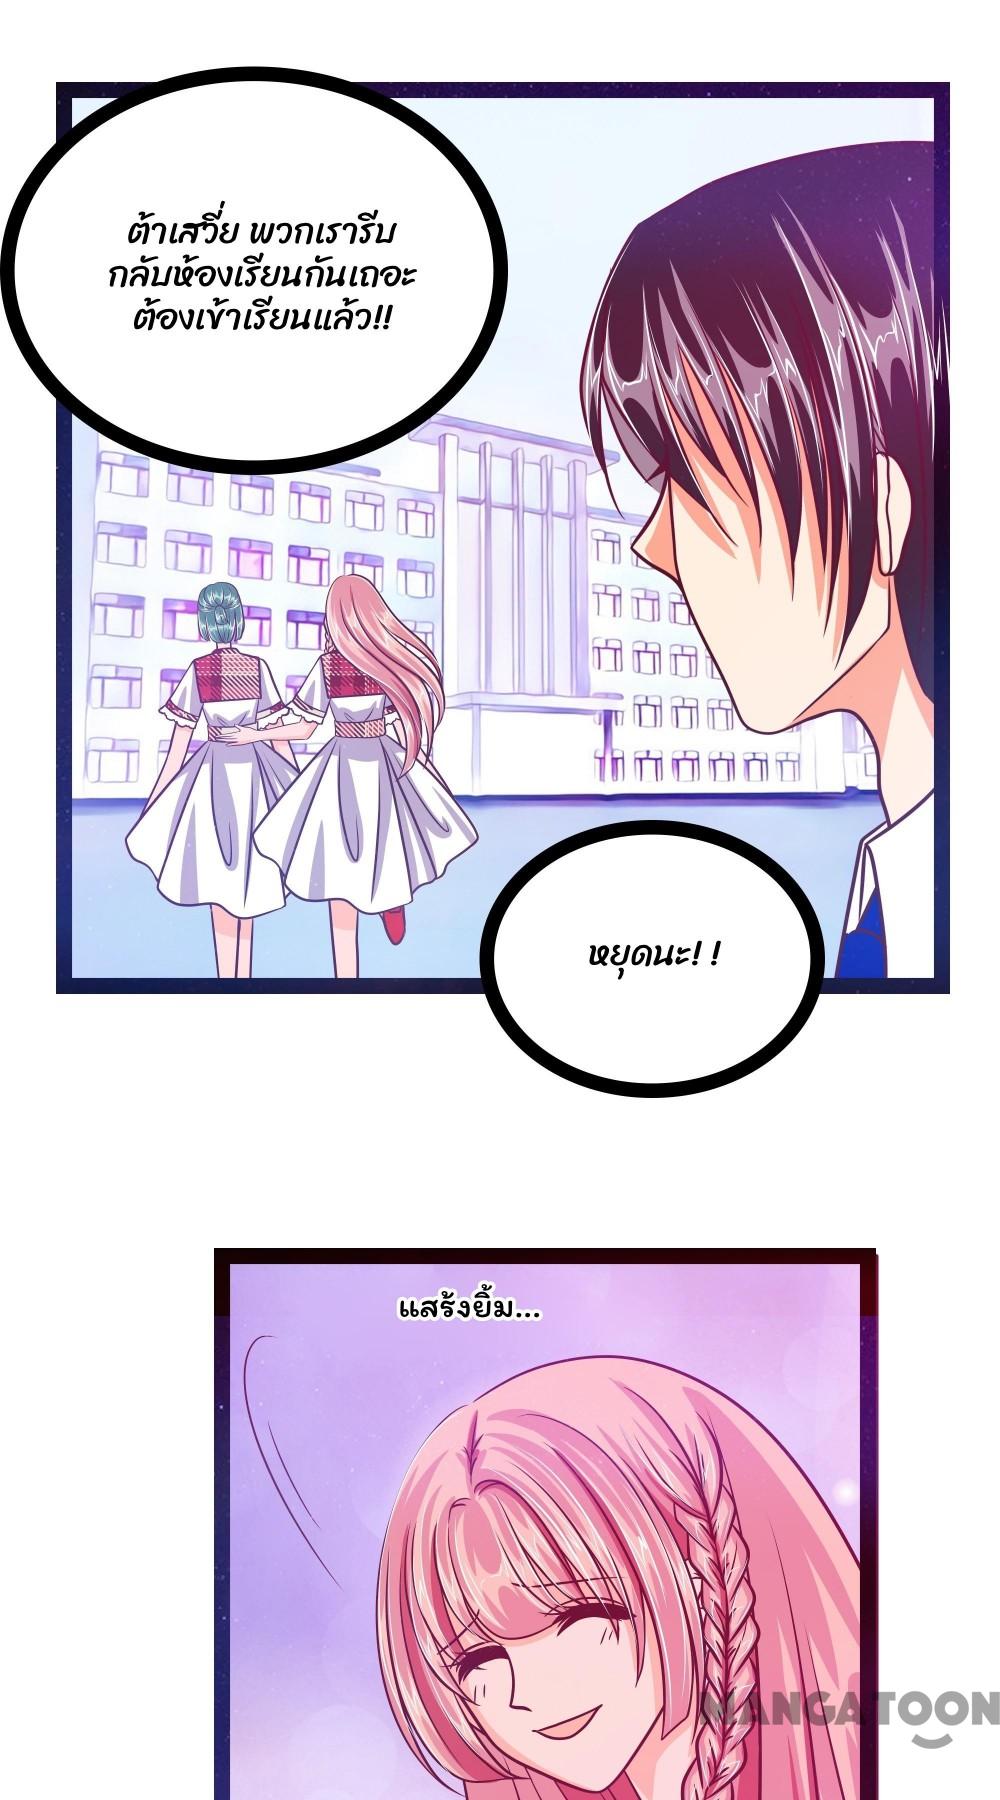 ต้าเสวี่ย พวกเรารีบ
กลับห้องเรียนกันเถอะ
ต้องเข้าเรียนแล้ว!!
หยุดนะ! !
แสร้งยิ้ม...
MANGATOON